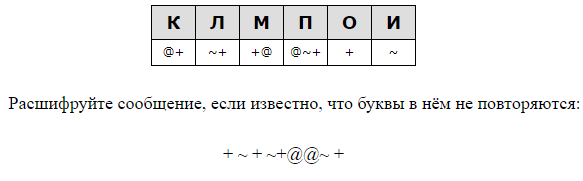 К Л М П О И
@+ ~+ +@ @~+ + ~
Расшифруйте сообщение, если известно, что буквы в нём не повторяются:
+ ~ + ~+@@~ +